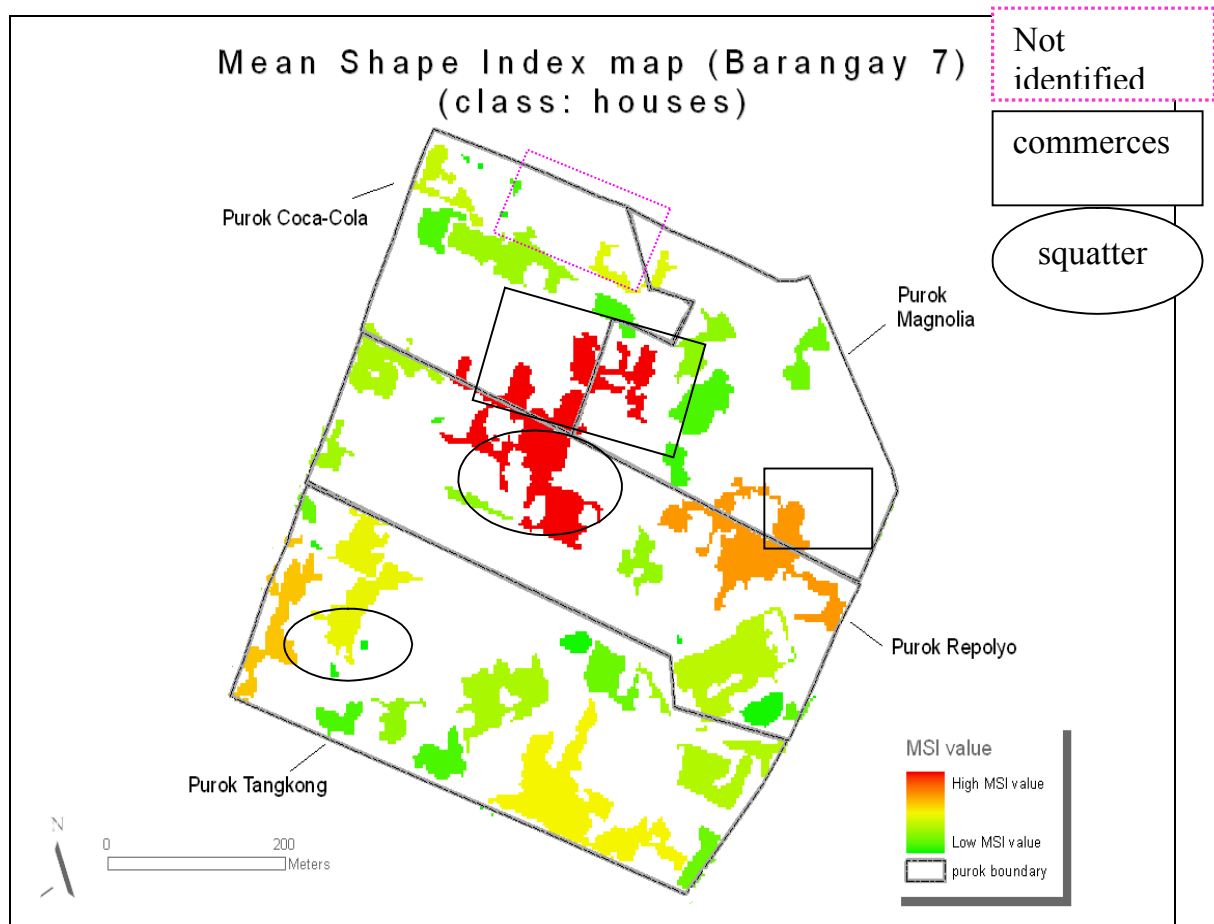 Mean Shape Index map (Barangay 7)
(class: houses)
Not
identified
commerces
squatter
Purok Coca-Cola
Purok
Magnolia
Purok Repolyo
Purok Tangkong
MSI value
High MSI value
Low MSI value
purok boundary
N
0 200
Meters